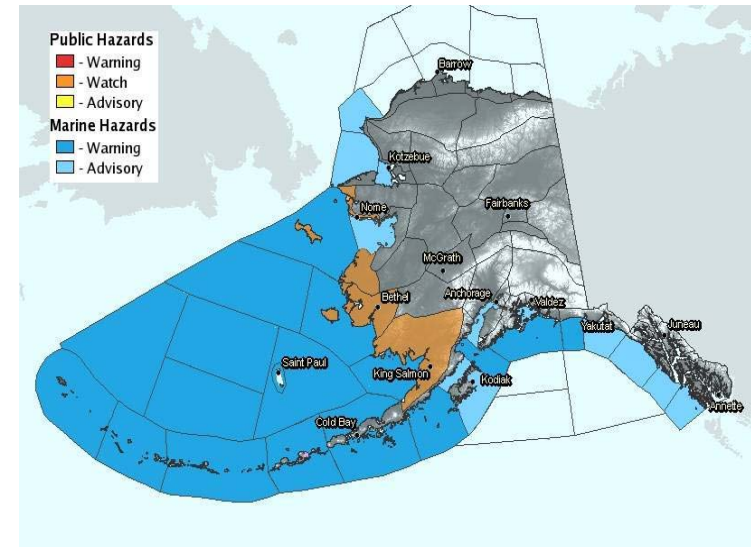 Public Hazards
- Warning
- Watch
- Advisory
Marine Hazards
- Warning
- Advisory
Barrow
Kotzebue
Nome
Fairbanks
McGrath
Bethel
Anchorage
Valdez
Yakutat
Juneau
Saint Paul
King Salmon
Kodiak
Annette
Cold Bay